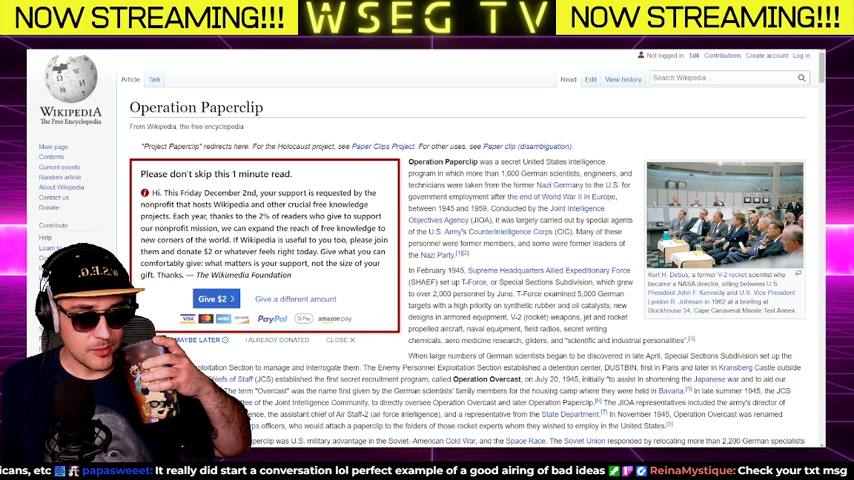 NOW STREAMING!!! WSEG TV NOW STREAMING!!!
Not logged in Talk Contributions Create account Log in
Article Talk Read Edit View history Search Wikipedia
WIKIPEDIA
The Free Encyclopedia
Main page
Contents
Current events
Random article
About Wikipedia
Contact us
Donate
Contribute
Help
Operation Paperclip
From Wikipedia, the free encyclopedia
"Project Paperclip" redirects here. For the Holocaust project, see Paper Clips Project. For other uses, see Paper clip (disambiguation).
Please don't skip this 1 minute read.
Hi. This Friday December 2nd, your support is requested by the
nonprofit that hosts Wikipedia and other crucial free knowledge
projects. Each year, thanks to the 2% of readers who give to support
our nonprofit mission, we can expand the reach of free knowledge to
new corners of the world. If Wikipedia is useful to you too, please join
them and donate $2 or whatever feels right today. Give what you can
comfortably give: what matters is your support, not the size of your
gift. Thanks. — The Wikimedia Foundation
Give $2 Give a different amount
VISA PayPal G Pay amazon pay
MAYBE LATER I ALREADY DONATED CLOSE
Operation Paperclip was a secret United States intelligence
program in which more than 1,600 German scientists, engineers, and
technicians were taken from the former Nazi Germany to the U.S. for
government employment after the end of World War II in Europe,
between 1945 and 1959. Conducted by the Joint Intelligence
Objectives Agency (JIOA), it was largely carried out by special agents
of the U.S. Army's Counterintelligence Corps (CIC). Many of these
personnel were former members, and some were former leaders of
the Nazi Party.[1][2]
In February 1945, Supreme Headquarters Allied Expeditionary Force
(SHAEF) set up T-Force, or Special Sections Subdivision, which grew
to over 2,000 personnel by June. T-Force examined 5,000 German
targets with a high priority on synthetic rubber and oil catalysts, new
designs in armored equipment, V-2 (rocket) weapons, jet and rocket
propelled aircraft, naval equipment, field radios, secret writing
chemicals, aero medicine research, gliders, and "scientific and industrial personalities".[3]
Kurt H. Debus, a former V-2 rocket scientist who
became a NASA director, sitting between U.S.
President John F. Kennedy and U.S. Vice President
Lyndon B. Johnson in 1962 at a briefing at
Blockhouse 34, Cape Canaveral Missile Test Annex.
When large numbers of German scientists began to be discovered in late April, Special Sections Subdivision set up the
Exploitation Section to manage and interrogate them. The Enemy Personnel Exploitation Section established a detention center, DUSTBIN, first in Paris and later in Kransberg Castle outside
Chiefs of Staff (JCS) established the first secret recruitment program, called Operation Overcast, on July 20, 1945, initially "to assist in shortening the Japanese war and to aid our
The term "Overcast" was the name first given by the German scientists' family members for the housing camp where they were held in Bavaria. In late summer 1945, the JCS
of the Joint Intelligence Community, to directly oversee Operation Overcast and later Operation Paperclip. The JIOA representatives included the army's director of
the assistant chief of Air Staff-2 (air force intelligence), and a representative from the State Department. In November 1945, Operation Overcast was renamed
officers, who would attach a paperclip to the folders of those rocket experts whom they wished to employ in the United States.
Paperclip was U.S. military advantage in the Soviet–American Cold War, and the Space Race. The Soviet Union responded by relocating more than 2,200 German specialists
W.S.E.G.
icans, etc papasweeet: It really did start a conversation lol perfect example of a good airing of bad ideas ReinaMystique: Check your txt msg